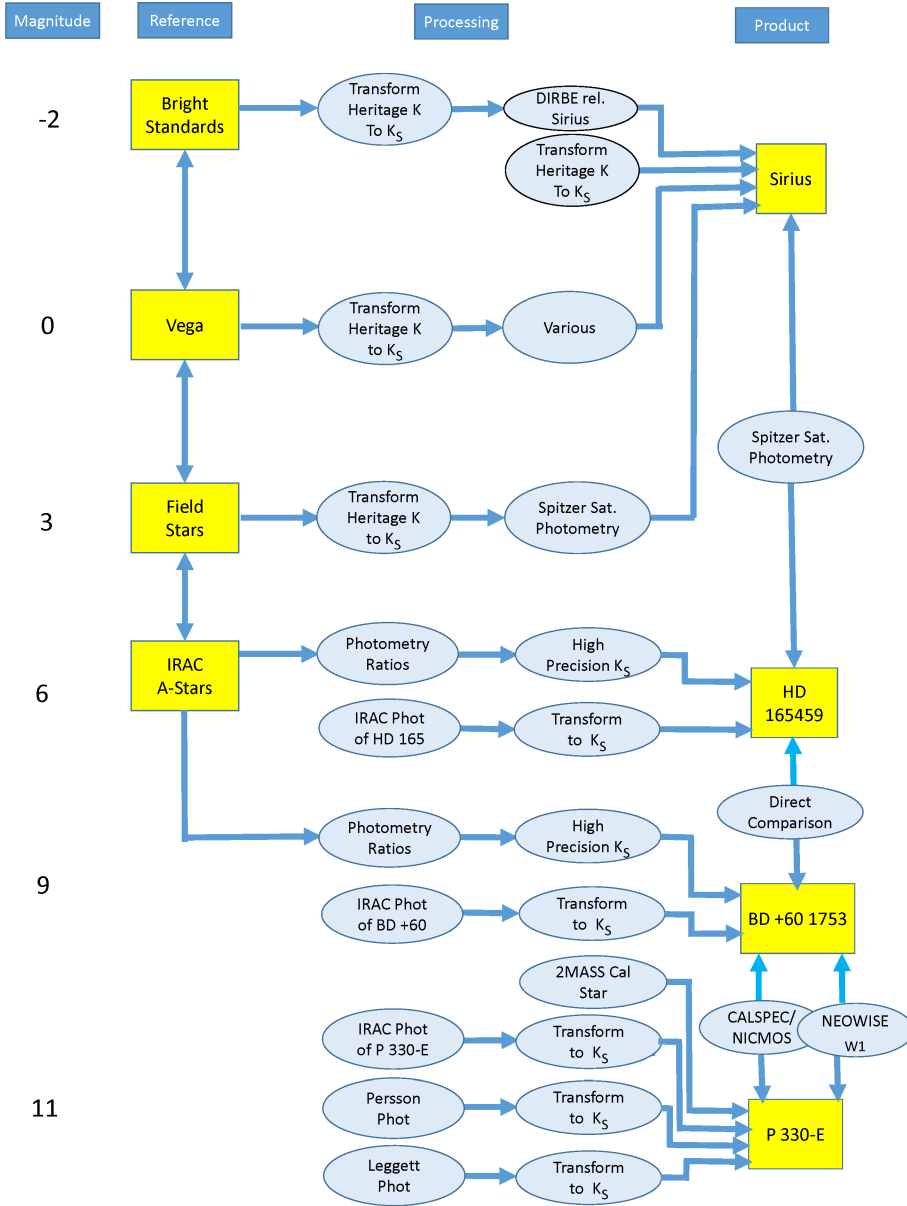 Magnitude
Reference
Processing
Product
-2
Bright
Standards
Transform
Heritage K
To KS
DIRBE rel.
Sirius
Transform
Heritage K
To KS
Sirius
0
Vega
Transform
Heritage K
to KS
Various
Spitzer Sat.
Photometry
3
Field
Stars
Transform
Heritage K
to KS
Spitzer Sat.
Photometry
6
IRAC
A-Stars
Photometry
Ratios
High
Precision KS
IRAC Phot
of HD 165
Transform
to KS
HD
165459
Direct
Comparison
9
Photometry
Ratios
High
Precision KS
IRAC Phot
of BD +60
Transform
to KS
BD +60 1753
2MASS Cal
Star
CALSPEC/
NICMOS
NEOWISE
W1
11
IRAC Phot
of P 330-E
Transform
to KS
Persson
Phot
Transform
to KS
Leggett
Phot
Transform
to KS
P 330-E